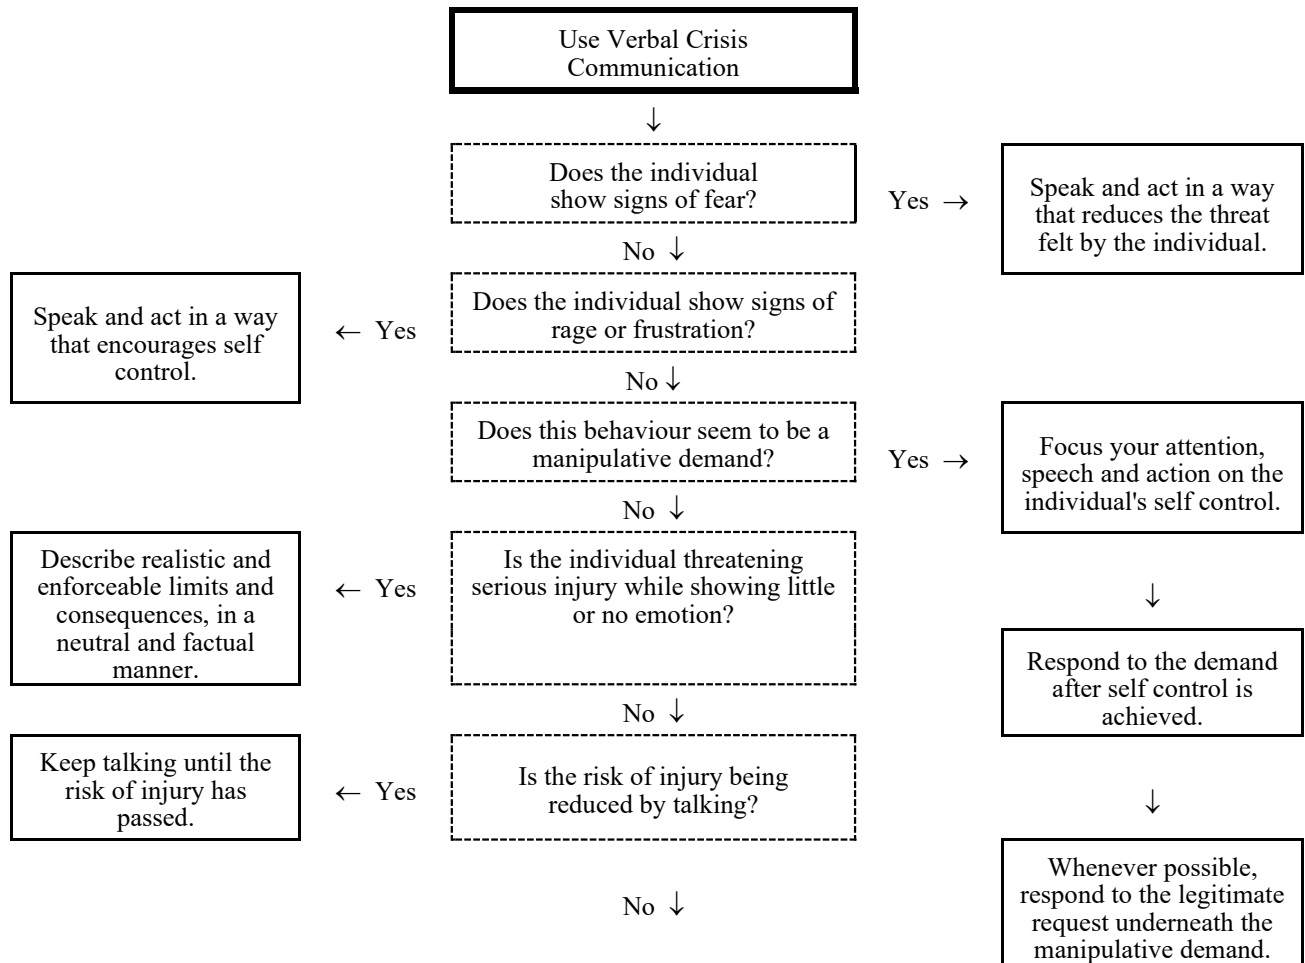 Use Verbal Crisis
Communication
↓
Does the individual
show signs of fear?
Yes →
Speak and act in a way
that reduces the threat
felt by the individual.
No ↓
Does the individual show signs of
rage or frustration?
← Yes
Speak and act in a way
that encourages self
control.
No ↓
Does this behaviour seem to be a
manipulative demand?
Yes →
Focus your attention,
speech and action on the
individual's self control.
↓
Respond to the demand
after self control is
achieved.
↓
Whenever possible,
respond to the legitimate
request underneath the
manipulative demand.
No ↓
Is the individual threatening
serious injury while showing little
or no emotion?
← Yes
Describe realistic and
enforceable limits and
consequences, in a
neutral and factual
manner.
No ↓
Is the risk of injury being
reduced by talking?
← Yes
Keep talking until the
risk of injury has
passed.
No ↓